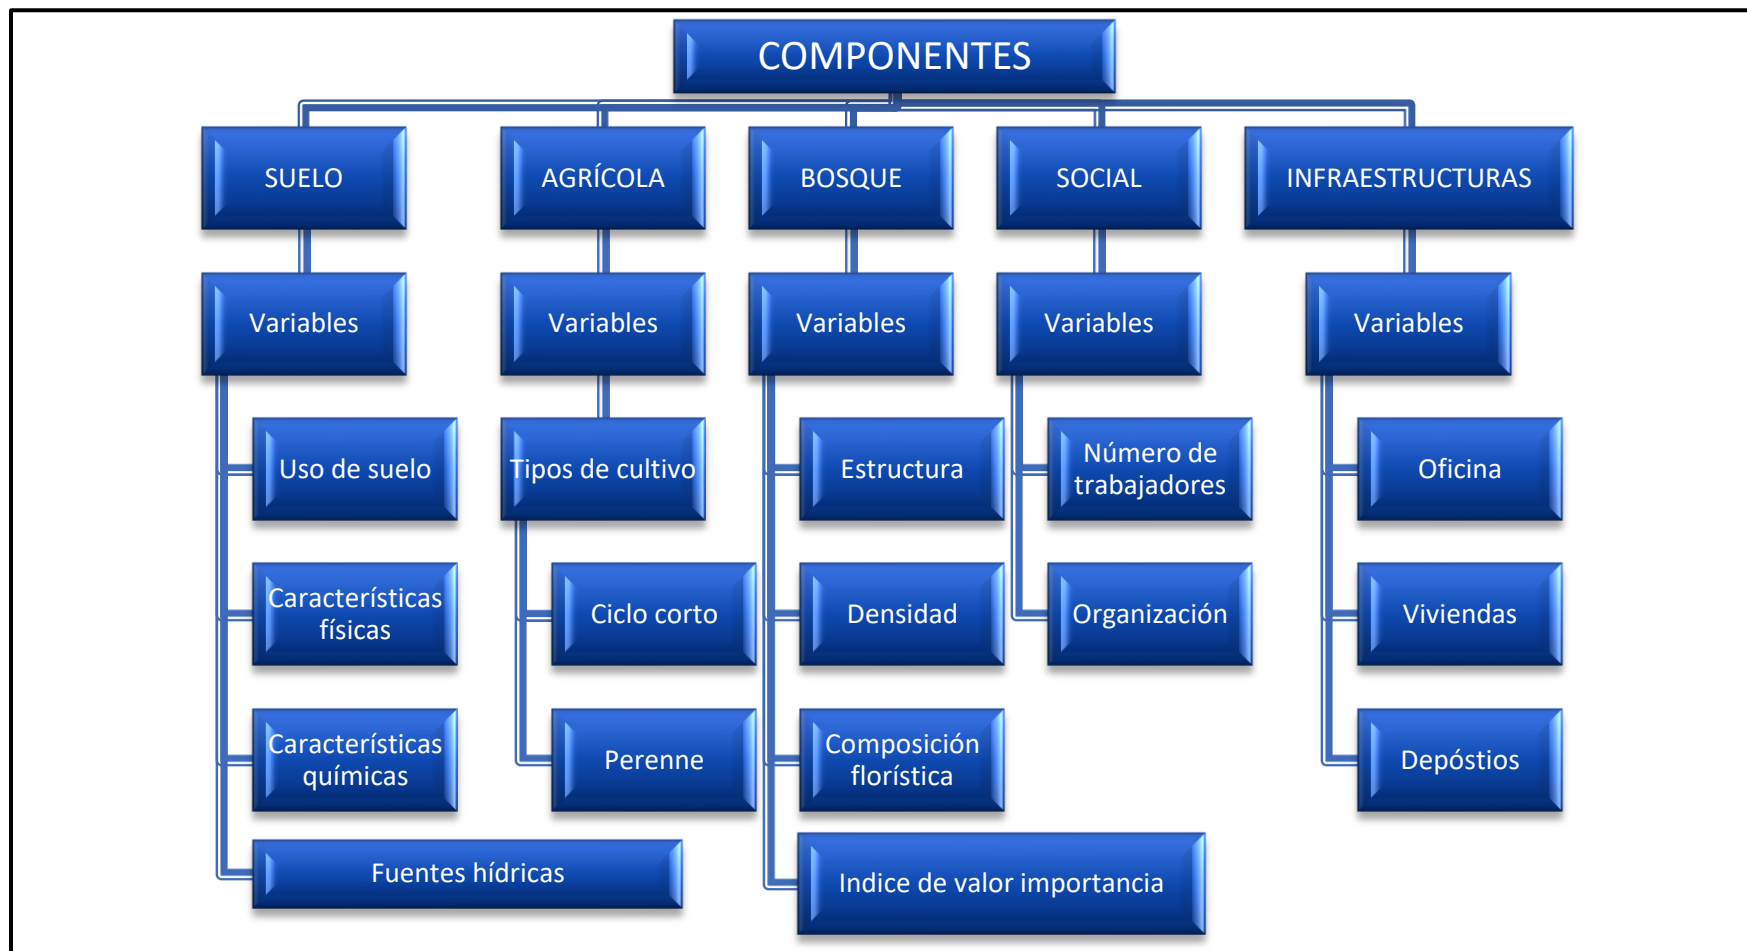 COMPONENTES
SUELO
AGRÍCOLA
BOSQUE
SOCIAL
INFRAESTRUCTURAS
Variables
Variables
Variables
Variables
Variables
Uso de suelo
Tipos de cultivo
Estructura
Número de
trabajadores
Oficina
Características
físicas
Ciclo corto
Densidad
Organización
Viviendas
Características
químicas
Perenne
Composición
florística
Depóstios
Fuentes hídricas
Indice de valor importancia